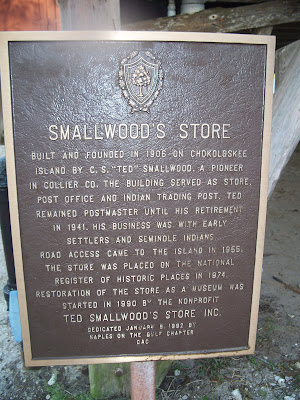 SMALLWOOD'S STORE
BUILT AND FOUNDED IN 1906 ON CHOKOLOSKEE
ISLAND BY C. S. "TED" SMALLWOOD, A PIONEER
IN COLLIER CO. THE BUILDING SERVED AS STORE,
POST OFFICE AND INDIAN TRADING POST. TED
REMAINED POSTMASTER UNTIL HIS RETIREMENT
IN 1941. HIS BUSINESS WAS WITH EARLY
SETTLERS AND SEMINOLE INDIANS.
ROAD ACCESS CAME TO THE ISLAND IN 1955.
THE STORE WAS PLACED ON THE NATIONAL
REGISTER OF HISTORIC PLACES IN 1974.
RESTORATION OF THE STORE AS A MUSEUM WAS
STARTED IN 1990 BY THE NONPROFIT
TED SMALLWOOD'S STORE INC.
DEDICATED JANUARY 9, 1992 BY
NAPLES ON THE GULF CHAPTER
DAC